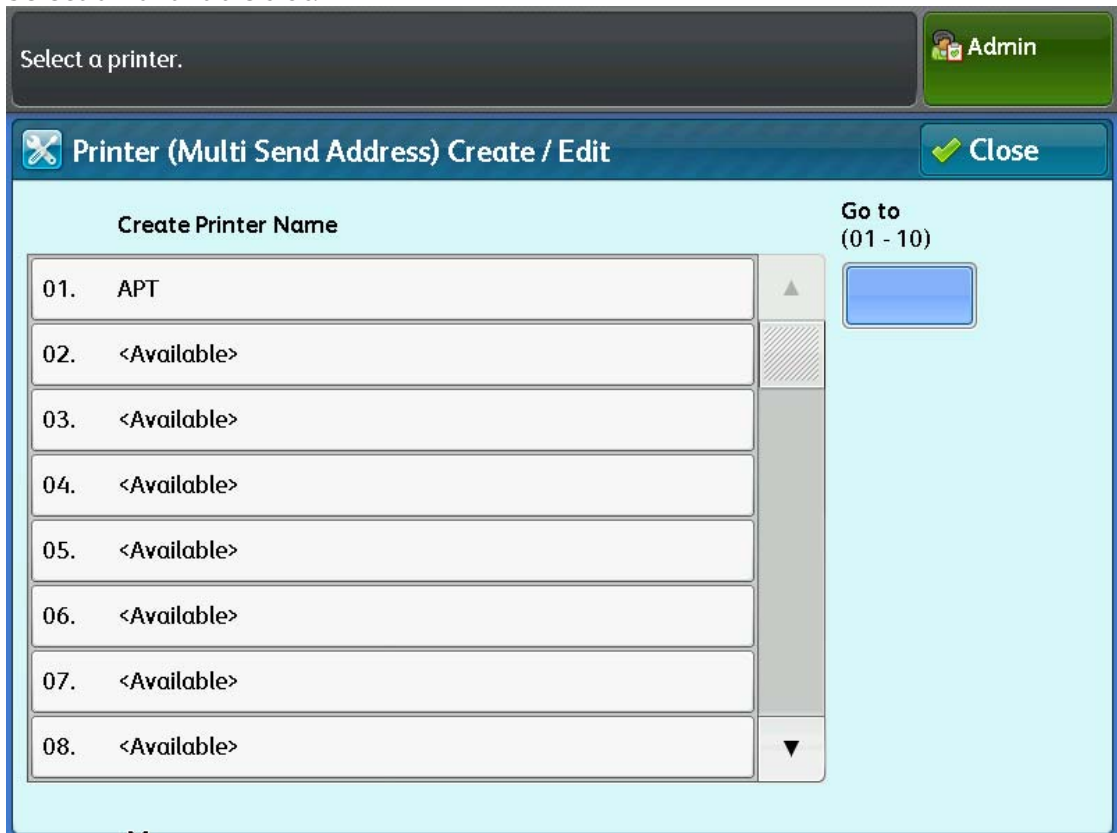 Select a printer.
Admin
Printer (Multi Send Address) Create / Edit
Close
Create Printer Name
Go to
(01 - 10)
01. APT
02. <Available>
03. <Available>
04. <Available>
05. <Available>
06. <Available>
07. <Available>
08. <Available>